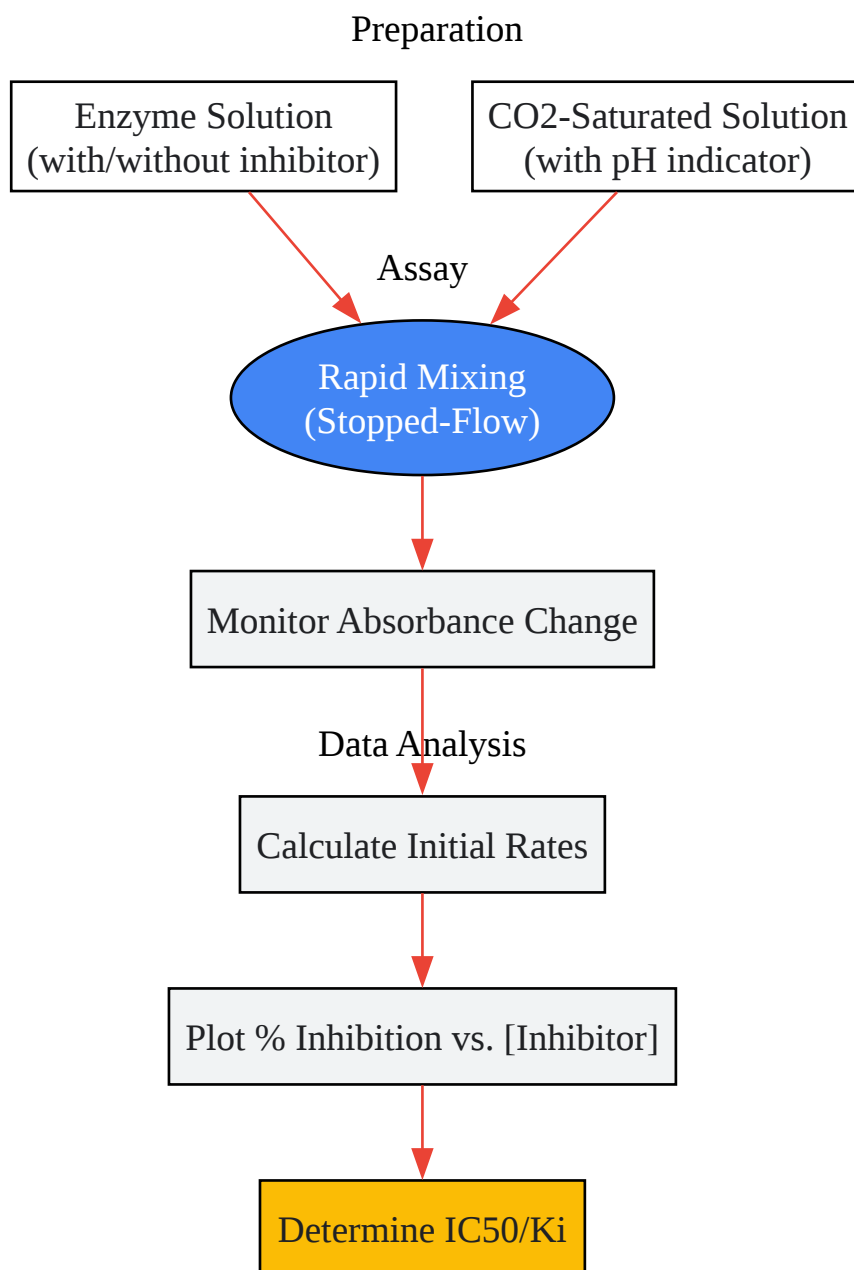 Preparation
Enzyme Solution
(with/without inhibitor)
CO2-Saturated Solution
(with pH indicator)
Assay
Rapid Mixing
(Stopped-Flow)
Monitor Absorbance Change
Data Analysis
Calculate Initial Rates
Plot % Inhibition vs. [Inhibitor]
Determine IC50/Ki